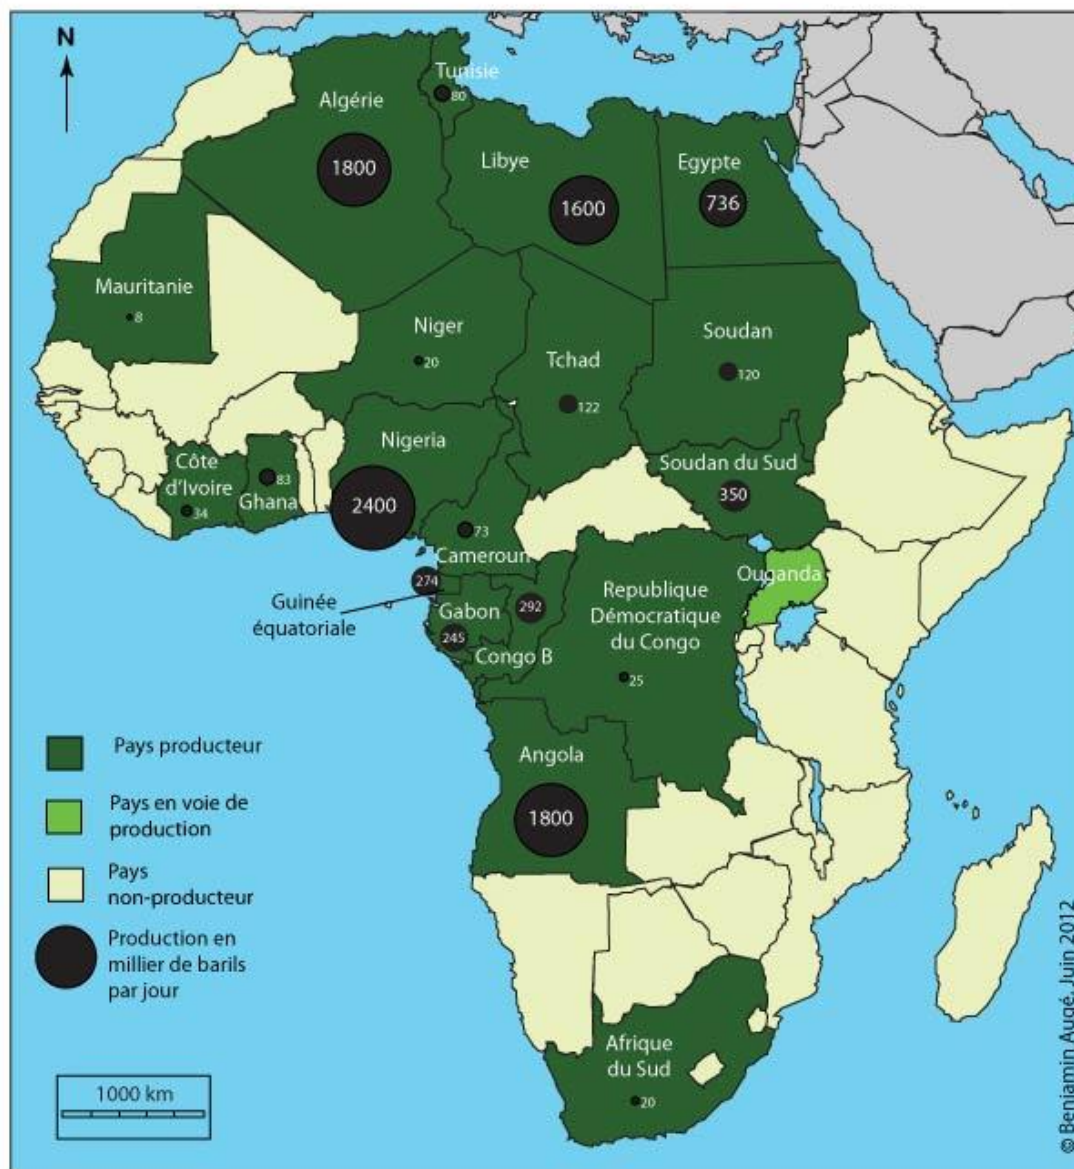 N
Tunisie
80
Algérie
1800
Libye
1600
Egypte
736
Mauritanie
8
Niger
20
Tchad
122
Soudan
120
Nigeria
2400
Côte
d'Ivoire
34
83
Ghana
Soudan du Sud
350
73
Cameroun
274
Guinée
équatoriale
Gabon
245
292
Congo B
Republique
Démocratique
du Congo
25
Ouganda
Angola
1800
Afrique
du Sud
20
Pays producteur
Pays en voie de
production
Pays
non-producteur
Production en
millier de barils
par jour
1000 km
© Benjamin Augé, Juin 2012